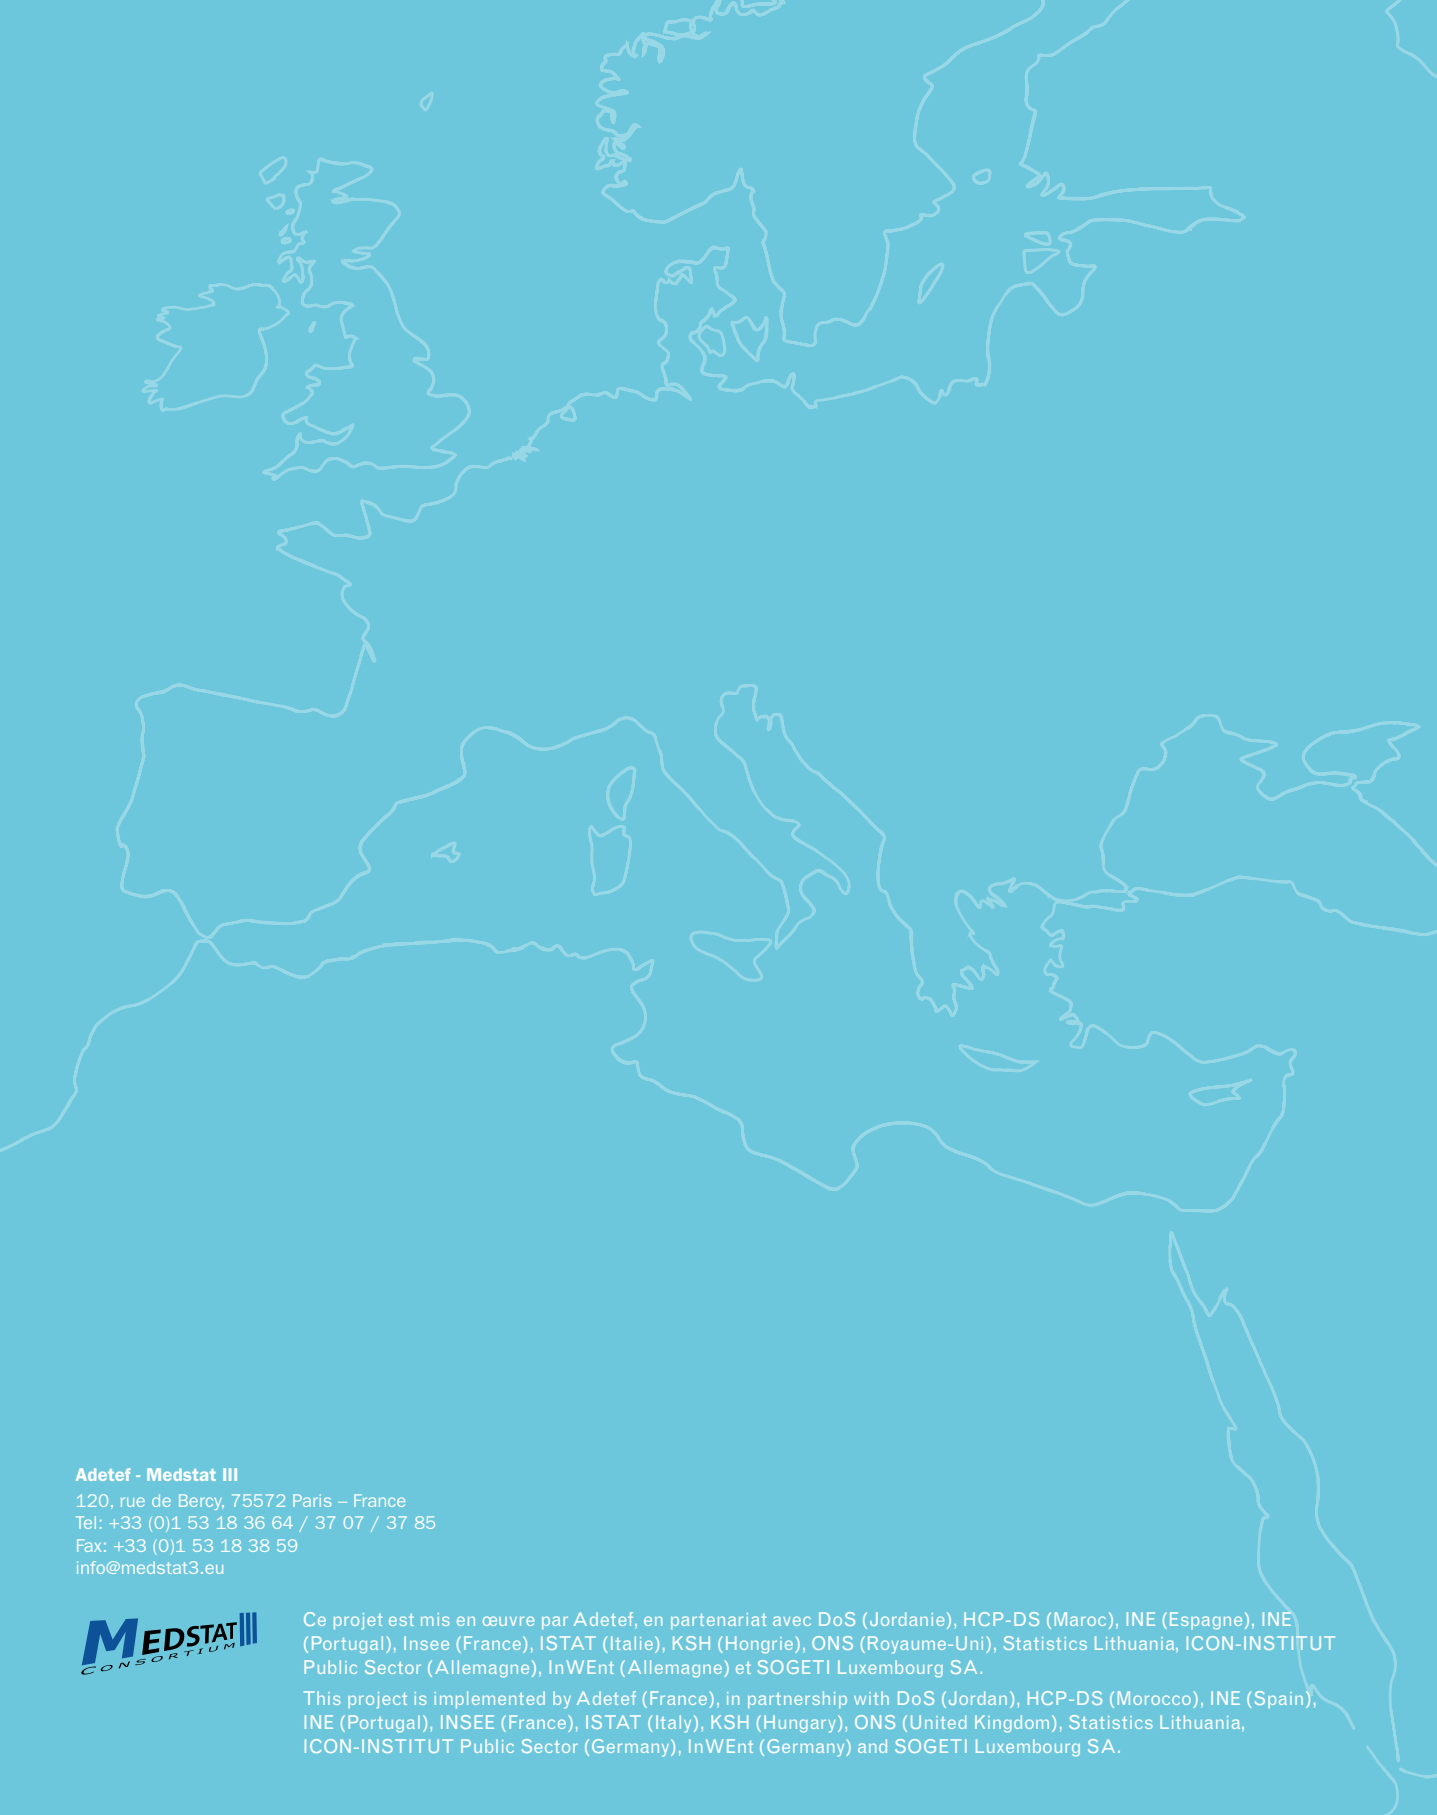 Adetef - Medstat III
120, rue de Bercy, 75572 Paris – France
Tel: +33 (0)1 53 18 36 64 / 37 07 / 37 85
Fax: +33 (0)1 53 18 38 59
info@medstat3.eu
MEDSTAT III
CONSORTIUM
Ce projet est mis en œuvre par Adetef, en partenariat avec DoS (Jordanie), HCP-DS (Maroc), INE (Espagne), INE
(Portugal), Insee (France), ISTAT (Italie), KSH (Hongrie), ONS (Royaume-Uni), Statistics Lithuania, ICON-INSTITUT
Public Sector (Allemagne), InWEnt (Allemagne) et SOGETI Luxembourg SA.
This project is implemented by Adetef (France), in partnership with DoS (Jordan), HCP-DS (Morocco), INE (Spain),
INE (Portugal), INSEE (France), ISTAT (Italy), KSH (Hungary), ONS (United Kingdom), Statistics Lithuania,
ICON-INSTITUT Public Sector (Germany), InWEnt (Germany) and SOGETI Luxembourg SA.